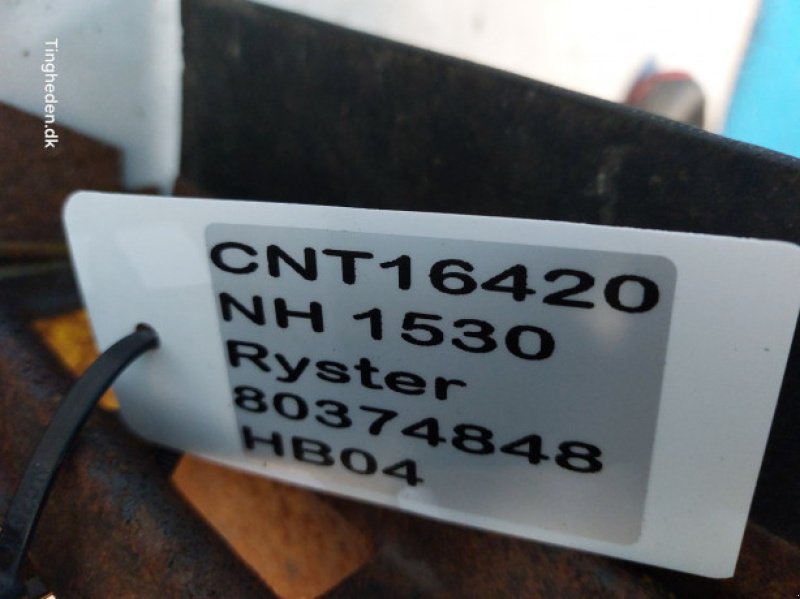 Tingheden.dk
CNT16420
NH 1530
Ryster
80374848
HB04